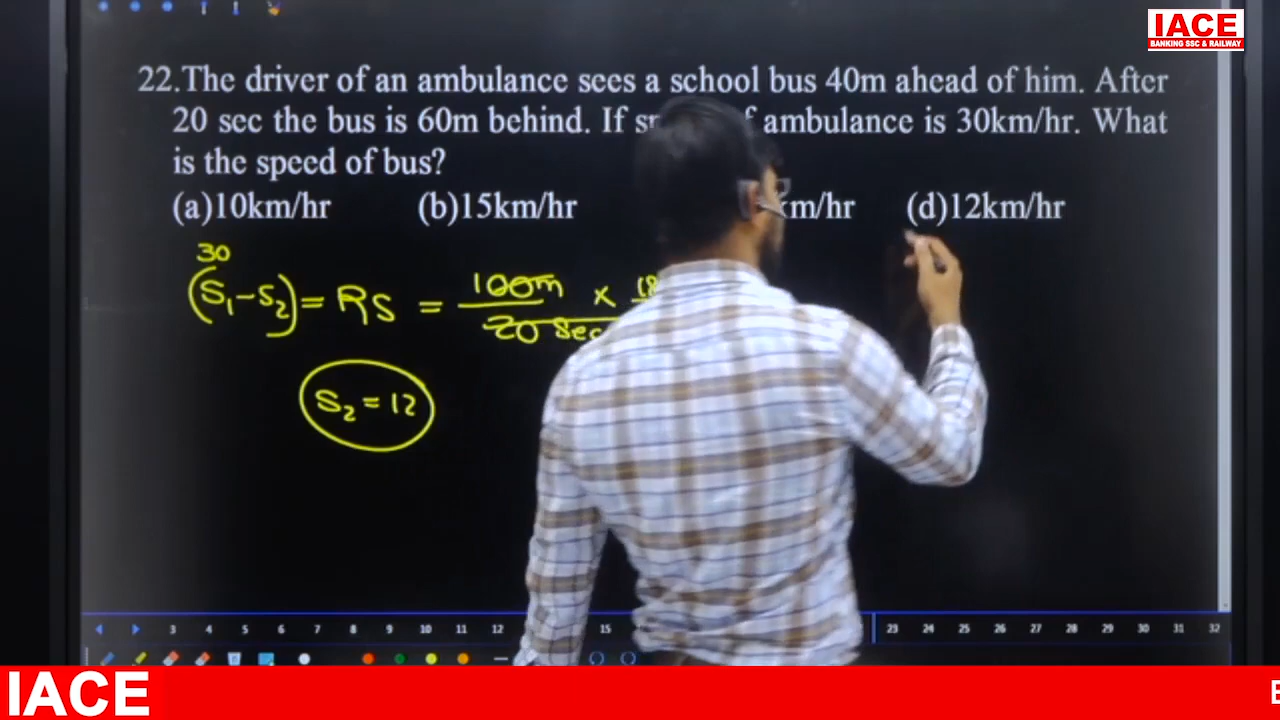 IACE
BANKING SSC & RAILWAY
22.The driver of an ambulance sees a school bus 40m ahead of him. After
20 sec the bus is 60m behind. If ambulance is 30km/hr. What
is the speed of bus?
(a)10km/hr (b)15km/hr km/hr (d)12km/hr
30
(S₁-S₂) = RS = 100m × 18
20 Sec
S₂ = 12
3 4 5 6 7 8 9 10 11 12 15 23 24 25 26 27 28 29 30 31 32
IACE